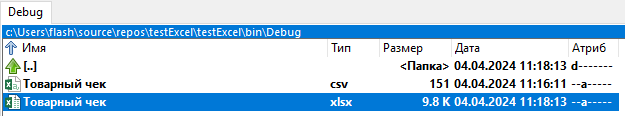 Debug
c:\Users\flash\source\repos\testExcel\testExcel\bin\Debug
Имя Тип Размер Дата Атриб
[..] <Папка> 04.04.2024 11:18:13 d-------
Товарный чек csv 151 04.04.2024 11:16:11 --a-----
Товарный чек xlsx 9.8 K 04.04.2024 11:18:13 --a-----